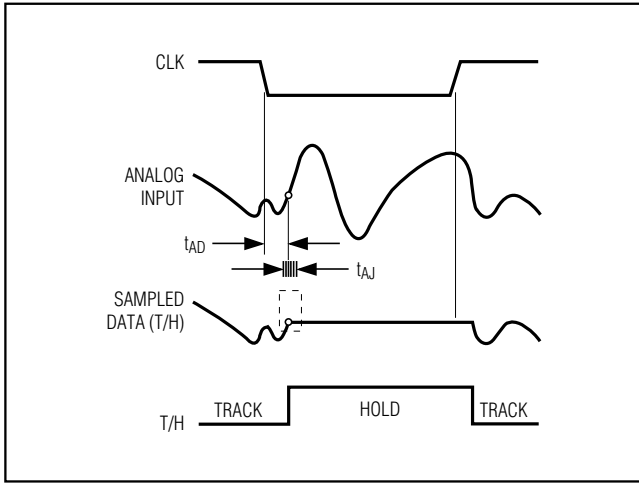 CLK
ANALOG
INPUT
tAD
tAJ
SAMPLED
DATA (T/H)
TRACK
HOLD
TRACK
T/H